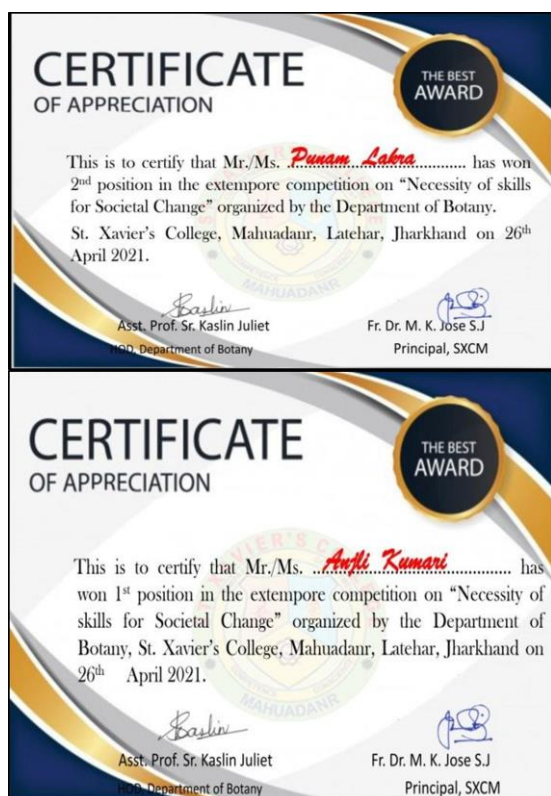 CERTIFICATE
OF APPRECIATION
THE BEST
AWARD
This is to certify that Mr./Ms. ..Punam Lakra............ has won
2nd position in the extempore competition on “Necessity of skills
for Societal Change” organized by the Department of Botany.
St. Xavier’s College, Mahuadanr, Latehar, Jharkhand on 26th
April 2021.
MAHUADANR
Asst. Prof. Sr. Kaslin Juliet
Fr. Dr. M. K. Jose S.J
HOD, Department of Botany
Principal, SXCM
CERTIFICATE
OF APPRECIATION
THE BEST
AWARD
This is to certify that Mr./Ms. ..Anjli Kumari............ has
won 1st position in the extempore competition on “Necessity of
skills for Societal Change” organized by the Department of
Botany, St. Xavier’s College, Mahuadanr, Latehar, Jharkhand on
26th April 2021.
MAHUADANR
Asst. Prof. Sr. Kaslin Juliet
Fr. Dr. M. K. Jose S.J
HOD, Department of Botany
Principal, SXCM